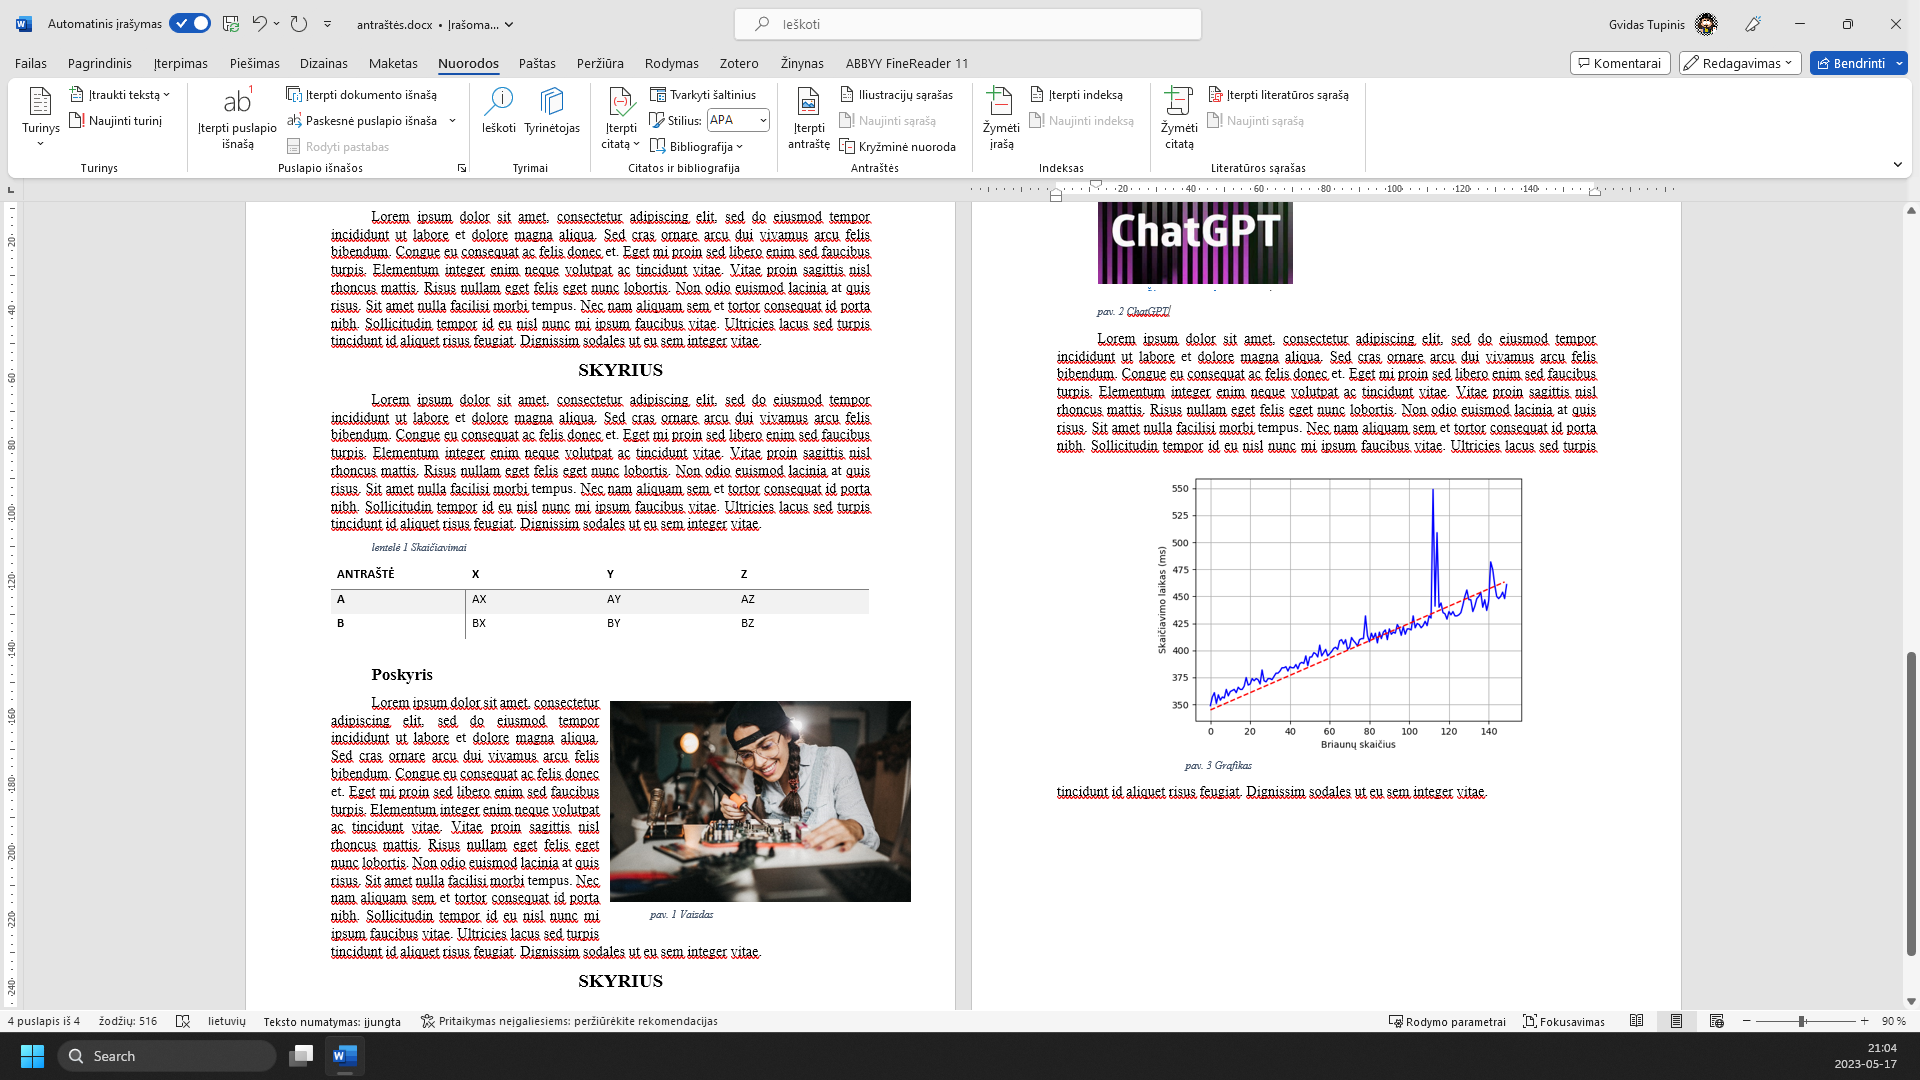 Automatinis įrašymas
antraštės.docx • Įrašoma...
Ieškoti
Gvidas Tupinis
Failas Pagrindinis Įterpimas Piešimas Dizainas Maketas Nuorodos Paštas Peržiūra Rodymas Zotero Žinynas ABBYY FineReader 11
Komentarai Redagavimas Bendrinti
Turinys
Įtraukti tekstą
Naujinti turinį
Turinys
ab
Įterpti puslapio
išnašą
Įterpti dokumento išnašą
Paskesnė puslapio išnaša
Rodyti pastabas
Puslapio išnašos
Ieškoti
Tyrinėtojas
Tyrimai
Įterpti
citatą
Tvarkyti šaltinius
Stilius: APA
Bibliografija
Citatos ir bibliografija
Įterpti
antraštę
Iliustracijų sąrašas
Naujinti sąrašą
Kryžminė nuoroda
Antraštės
Žymėti
įrašą
Įterpti indeksą
Naujinti indeksą
Indeksas
Žymėti
citatą
Įterpti literatūros sąrašą
Naujinti sąrašą
Literatūros sąrašas
20 40 60 80 100 120 140
20
40
60
80
100
120
140
160
180
200
220
240
Lorem ipsum dolor sit amet, consectetur adipiscing elit, sed do eiusmod tempor
incididunt ut labore et dolore magna aliqua. Sed cras ornare arcu dui vivamus arcu felis
bibendum. Congue eu consequat ac felis donec et. Eget mi proin sed libero enim sed faucibus
turpis. Elementum integer enim neque volutpat ac tincidunt vitae. Vitae proin sagittis nisl
rhoncus mattis. Risus nullam eget felis eget nunc lobortis. Non odio euismod lacinia at quis
risus. Sit amet nulla facilisi morbi tempus. Nec nam aliquam sem et tortor consequat id porta
nibh. Sollicitudin tempor id eu nisl nunc mi ipsum faucibus vitae. Ultricies lacus sed turpis
tincidunt id aliquet risus feugiat. Dignissim sodales ut eu sem integer vitae.
SKYRIUS
Lorem ipsum dolor sit amet, consectetur adipiscing elit, sed do eiusmod tempor
incididunt ut labore et dolore magna aliqua. Sed cras ornare arcu dui vivamus arcu felis
bibendum. Congue eu consequat ac felis donec et. Eget mi proin sed libero enim sed faucibus
turpis. Elementum integer enim neque volutpat ac tincidunt vitae. Vitae proin sagittis nisl
rhoncus mattis. Risus nullam eget felis eget nunc lobortis. Non odio euismod lacinia at quis
risus. Sit amet nulla facilisi morbi tempus. Nec nam aliquam sem et tortor consequat id porta
nibh. Sollicitudin tempor id eu nisl nunc mi ipsum faucibus vitae. Ultricies lacus sed turpis
tincidunt id aliquet risus feugiat. Dignissim sodales ut eu sem integer vitae.
lentelė 1 Skaičiavimai
ANTRAŠTĖ X Y Z
A AX AY AZ
B BX BY BZ
Poskyris
Lorem ipsum dolor sit amet, consectetur
adipiscing elit, sed do eiusmod tempor
incididunt ut labore et dolore magna aliqua.
Sed cras ornare arcu dui vivamus arcu felis
bibendum. Congue eu consequat ac felis donec
et. Eget mi proin sed libero enim sed faucibus
turpis. Elementum integer enim neque volutpat
ac tincidunt vitae. Vitae proin sagittis nisl
rhoncus mattis. Risus nullam eget felis eget
nunc lobortis. Non odio euismod lacinia at quis
risus. Sit amet nulla facilisi morbi tempus. Nec
nam aliquam sem et tortor consequat id porta
nibh. Sollicitudin tempor id eu nisl nunc mi
ipsum faucibus vitae. Ultricies lacus sed turpis
tincidunt id aliquet risus feugiat. Dignissim sodales ut eu sem integer vitae.
pav. 1 Vaizdas
SKYRIUS
ChatGPT
pav. 2 ChatGPT
Lorem ipsum dolor sit amet, consectetur adipiscing elit, sed do eiusmod tempor
incididunt ut labore et dolore magna aliqua. Sed cras ornare arcu dui vivamus arcu felis
bibendum. Congue eu consequat ac felis donec et. Eget mi proin sed libero enim sed faucibus
turpis. Elementum integer enim neque volutpat ac tincidunt vitae. Vitae proin sagittis nisl
rhoncus mattis. Risus nullam eget felis eget nunc lobortis. Non odio euismod lacinia at quis
risus. Sit amet nulla facilisi morbi tempus. Nec nam aliquam sem et tortor consequat id porta
nibh. Sollicitudin tempor id eu nisl nunc mi ipsum faucibus vitae. Ultricies lacus sed turpis
Skaičiavimo laikas (ms)
550
525
500
475
450
425
400
375
350
0 20 40 60 80 100 120 140
Briaunų skaičius
pav. 3 Grafikas
tincidunt id aliquet risus feugiat. Dignissim sodales ut eu sem integer vitae.
4 puslapis iš 4 žodžių: 516 lietuvių Teksto numatymas: įjungta Pritaikymas neįgaliesiems: peržiūrėkite rekomendacijas
Rodymo parametrai Fokusavimas 90 %
Search
21:04
2023-05-17